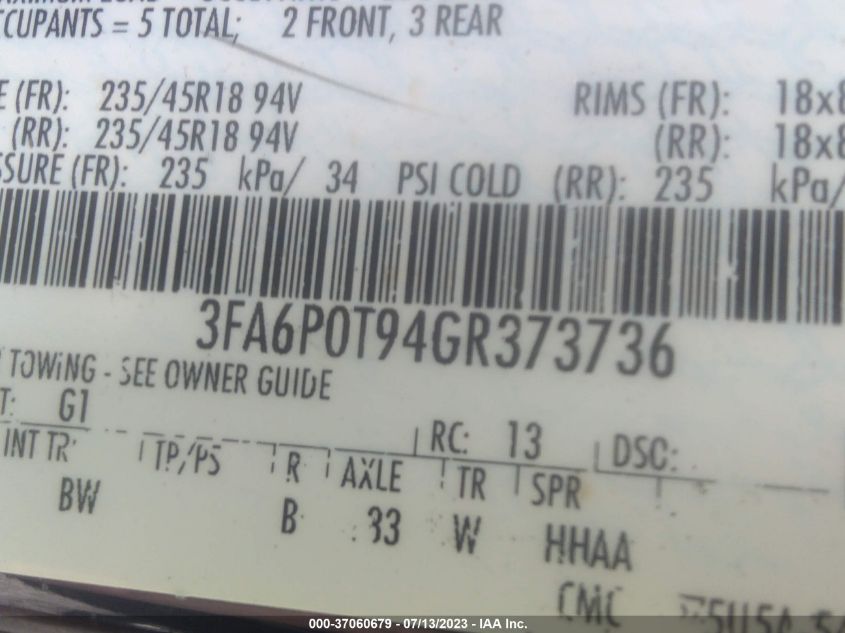 CCUPANTS = 5 TOTAL; 2 FRONT, 3 REAR
E (FR): 235/45R18 94V RIMS (FR): 18x8
(RR): 235/45R18 94V (RR): 18x8
SSURE (FR): 235 kPa/ 34 PSI COLD (RR): 235 kPa/
3FA6P0T94GR373736
TOWING - SEE OWNER GUIDE
T: G1 RC: 13 DSC:
INT TR TP/PS R AXLE TR SPR
BW B 33 W HHAA
CMC
000-37060679 - 07/13/2023 - IAA Inc.